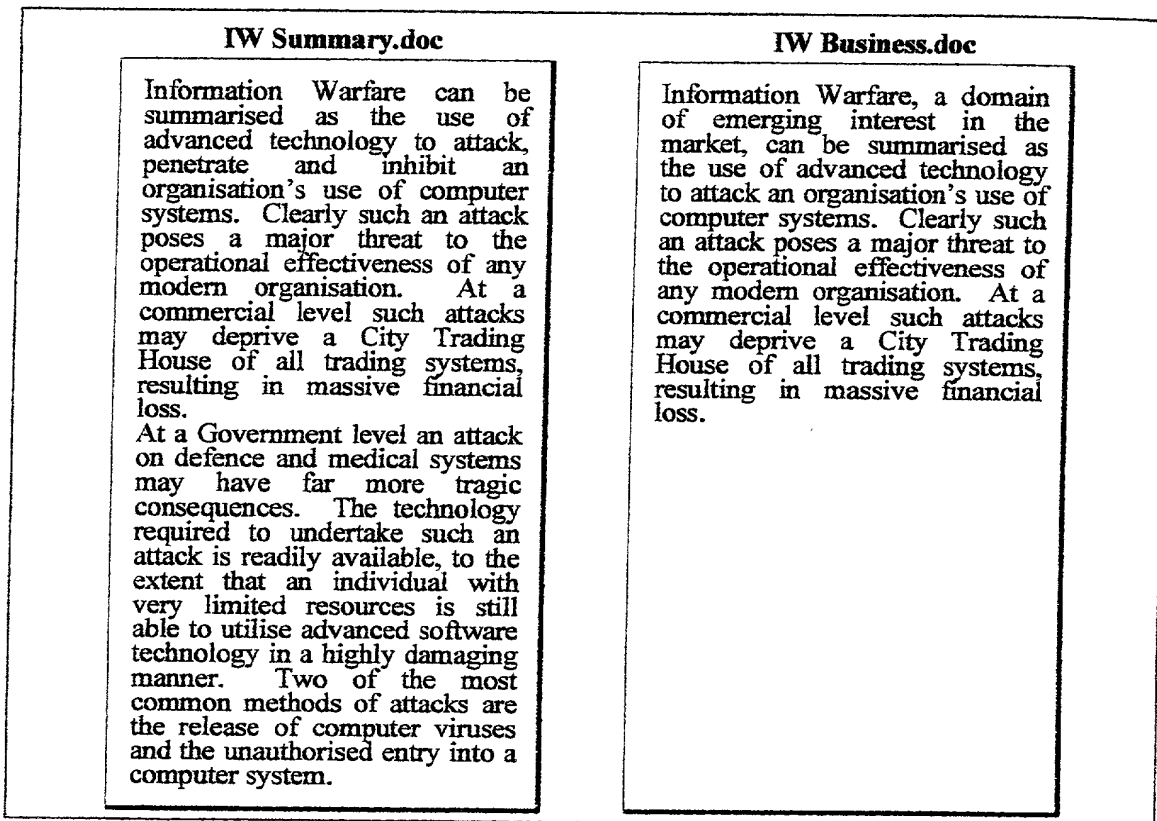 IW Summary.doc
Information Warfare can be
summarised as the use of
advanced technology to attack,
penetrate and inhibit an
organisation's use of computer
systems. Clearly such an attack
poses a major threat to the
operational effectiveness of any
modern organisation. At a
commercial level such attacks
may deprive a City Trading
House of all trading systems,
resulting in massive financial
loss.
At a Government level an attack
on defence and medical systems
may have far more tragic
consequences. The technology
required to undertake such an
attack is readily available, to the
extent that an individual with
very limited resources is still
able to utilise advanced software
technology in a highly damaging
manner. Two of the most
common methods of attacks are
the release of computer viruses
and the unauthorised entry into a
computer system.
IW Business.doc
Information Warfare, a domain
of emerging interest in the
market, can be summarised as
the use of advanced technology
to attack an organisation's use of
computer systems. Clearly such
an attack poses a major threat to
the operational effectiveness of
any modern organisation. At a
commercial level such attacks
may deprive a City Trading
House of all trading systems,
resulting in massive financial
loss.